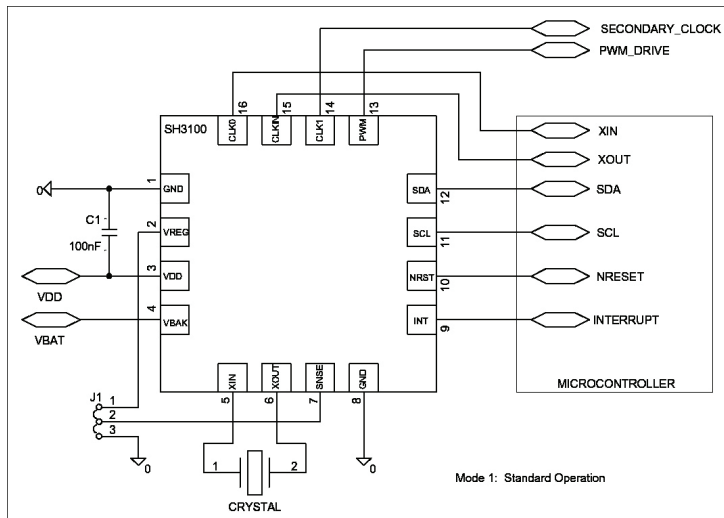 SECONDARY_CLOCK
PWM_DRIVE
16
15
14
13
SH3100
CLK0
CLKIN
CLK1
PWM
XIN
XOUT
0
1
GND
SDA
12
SDA
C1
100nF
2
VREG
SCL
11
SCL
3
VDD
NRST
10
NRESET
VDD
4
VBAK
INT
9
INTERRUPT
VBAT
XIN
XOUT
SNSE
GND
MICROCONTROLLER
5
6
7
8
J1
1
2
3
0
0
1
2
CRYSTAL
Mode 1: Standard Operation